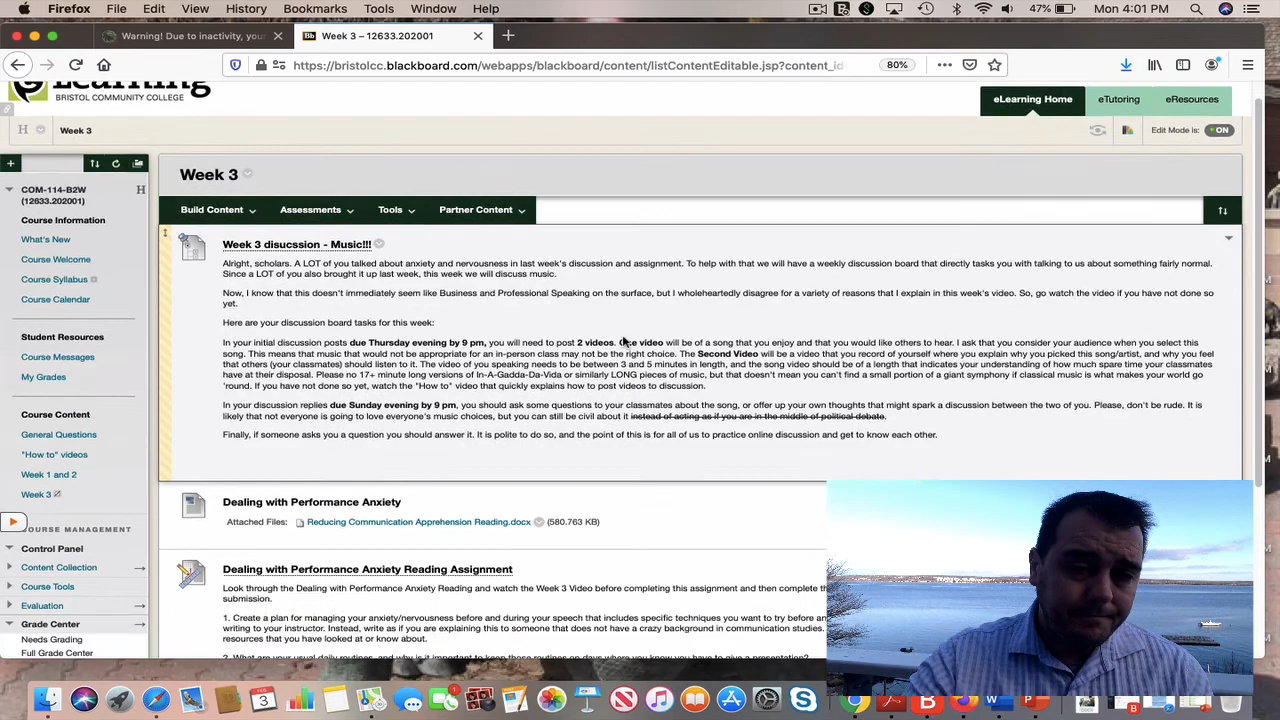 Firefox File Edit View History Bookmarks Tools Window Help
47% Mon 4:01 PM
Warning! Due to inactivity, your
Week 3 – 12633.202001
https://bristolcc.blackboard.com/webapps/blackboard/content/listContentEditable.jsp?content_id
80%
eLearning
BRISTOL COMMUNITY COLLEGE
eLearning Home eTutoring eResources
H Week 3
Edit Mode is: ON
COM-114-B2W
(12633.202001)
H
Course Information
What's New
Course Welcome
Course Syllabus
Course Calendar
Student Resources
Course Messages
My Grades
Course Content
General Questions
"How to" videos
Week 1 and 2
Week 3
COURSE MANAGEMENT
Control Panel
Content Collection
Course Tools
Evaluation
Grade Center
Needs Grading
Full Grade Center
Week 3
Build Content Assessments Tools Partner Content
Week 3 disucssion - Music!!!
Alright, scholars. A LOT of you talked about anxiety and nervousness in last week's discussion and assignment. To help with that we will have a weekly discussion board that directly tasks you with talking to us about something fairly normal.
Since a LOT of you also brought it up last week, this week we will discuss music.
Now, I know that this doesn't immediately seem like Business and Professional Speaking on the surface, but I wholeheartedly disagree for a variety of reasons that I explain in this week's video. So, go watch the video if you have not done so
yet.
Here are your discussion board tasks for this week:
In your initial discussion posts due Thursday evening by 9 pm, you will need to post 2 videos. One video will be of a song that you enjoy and that you would like others to hear. I ask that you consider your audience when you select this
song. This means that music that would not be appropriate for an in-person class may not be the right choice. The Second Video will be a video that you record of yourself where you explain why you picked this song/artist, and why you feel
that others (your classmates) should listen to it. The video of you speaking needs to be between 3 and 5 minutes in length, and the song video should be of a length that indicates your understanding of how much spare time your classmates
have at their disposal. Please no 17+ minute long versions of In-A-Gadda-Da-Vida or similarly LONG pieces of music, but that doesn't mean you can't find a small portion of a giant symphony if classical music is what makes your world go
'round. If you have not done so yet, watch the "How to" video that quickly explains how to post videos to discussion.
In your discussion replies due Sunday evening by 9 pm, you should ask some questions to your classmates about the song, or offer up your own thoughts that might spark a discussion between the two of you. Please, don't be rude. It is
likely that not everyone is going to love everyone's music choices, but you can still be civil about it instead of acting as if you are in the middle of political debate.
Finally, if someone asks you a question you should answer it. It is polite to do so, and the point of this is for all of us to practice online discussion and get to know each other.
Dealing with Performance Anxiety
Attached Files: Reducing Communication Apprehension Reading.docx (580.763 KB)
Dealing with Performance Anxiety Reading Assignment
Look through the Dealing with Performance Anxiety Reading and watch the Week 3 Video before completing this assignment and then complete th
submission.
1. Create a plan for managing your anxiety/nervousness before and during your speech that includes specific techniques you want to try before an
writing to your instructor. Instead, write as if you are explaining this to someone that does not have a crazy background in communication studies.
resources that you have looked at or know about.
2. What are your usual daily routines, and why is it important to keep these routines on days where you know you have to give a presentation?
FEB
3